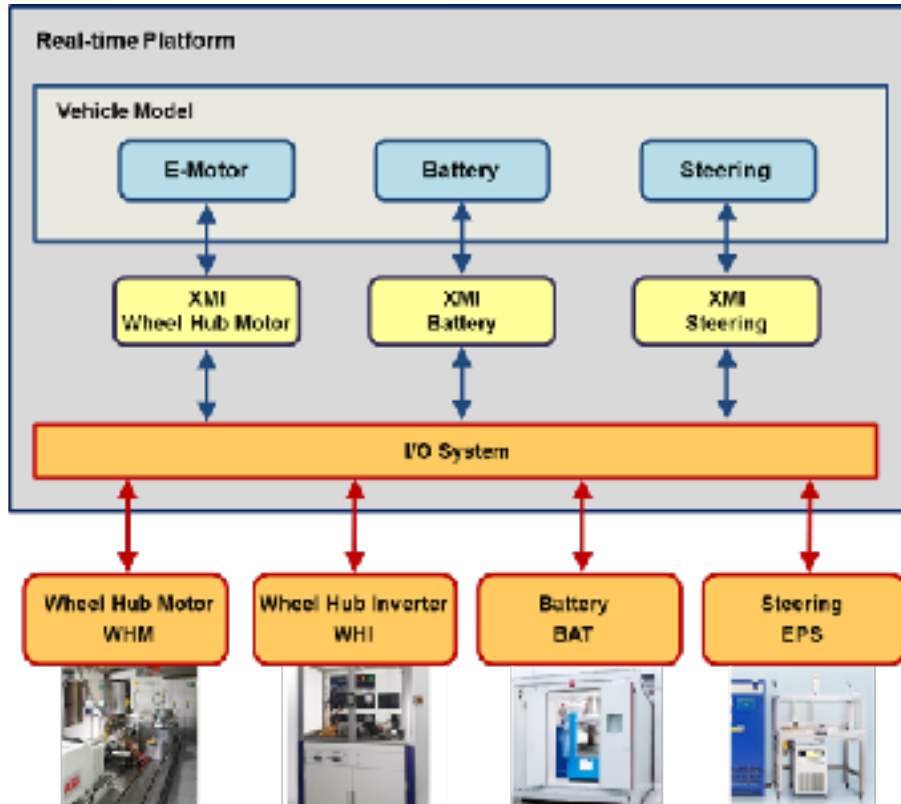 Real-time Platform
Vehicle Model
E-Motor
Battery
Steering
XMI
Wheel Hub Motor
XMI
Battery
XMI
Steering
I/O System
Wheel Hub Motor
WHM
Wheel Hub Inverter
WHI
Battery
BAT
Steering
EPS
ABB